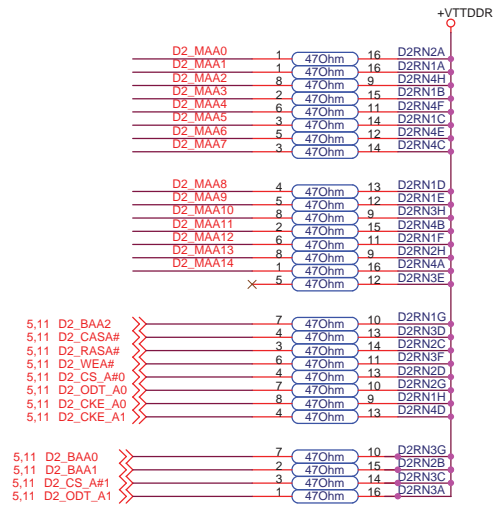 +VTTDDR
D2_MAA0 1 47Ohm 16 D2RN2A
D2_MAA1 1 47Ohm 16 D2RN1A
D2_MAA2 8 47Ohm 9 D2RN4H
D2_MAA3 2 47Ohm 15 D2RN1B
D2_MAA4 6 47Ohm 11 D2RN4F
D2_MAA5 3 47Ohm 14 D2RN1C
D2_MAA6 5 47Ohm 12 D2RN4E
D2_MAA7 3 47Ohm 14 D2RN4C
D2_MAA8 4 47Ohm 13 D2RN1D
D2_MAA9 5 47Ohm 12 D2RN1E
D2_MAA10 8 47Ohm 9 D2RN3H
D2_MAA11 2 47Ohm 15 D2RN4B
D2_MAA12 6 47Ohm 11 D2RN1F
D2_MAA13 8 47Ohm 9 D2RN2H
D2_MAA14 1 47Ohm 16 D2RN4A
5 47Ohm 12 D2RN3E
5,11 D2_BAA2 7 47Ohm 10 D2RN1G
5,11 D2_CASA# 4 47Ohm 13 D2RN3D
5,11 D2_RASA# 3 47Ohm 14 D2RN2C
5,11 D2_WEA# 6 47Ohm 11 D2RN3F
5,11 D2_CS_A#0 4 47Ohm 13 D2RN2D
5,11 D2_ODT_A0 7 47Ohm 10 D2RN2G
5,11 D2_CKE_A0 8 47Ohm 9 D2RN1H
5,11 D2_CKE_A1 4 47Ohm 13 D2RN4D
5,11 D2_BAA0 7 47Ohm 10 D2RN3G
5,11 D2_BAA1 2 47Ohm 15 D2RN2B
5,11 D2_CS_A#1 3 47Ohm 14 D2RN3C
5,11 D2_ODT_A1 1 47Ohm 16 D2RN3A